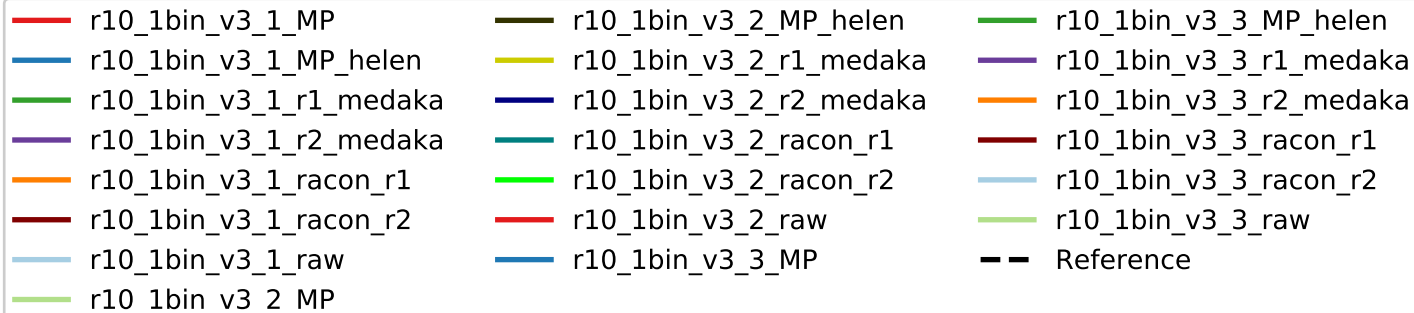 r10_1bin_v3_1_MP
r10_1bin_v3_1_MP_helen
r10_1bin_v3_1_r1_medaka
r10_1bin_v3_1_r2_medaka
r10_1bin_v3_1_racon_r1
r10_1bin_v3_1_racon_r2
r10_1bin_v3_1_raw
r10_1bin_v3_2_MP
r10_1bin_v3_2_MP_helen
r10_1bin_v3_2_r1_medaka
r10_1bin_v3_2_r2_medaka
r10_1bin_v3_2_racon_r1
r10_1bin_v3_2_racon_r2
r10_1bin_v3_2_raw
r10_1bin_v3_3_MP
r10_1bin_v3_3_MP_helen
r10_1bin_v3_3_r1_medaka
r10_1bin_v3_3_r2_medaka
r10_1bin_v3_3_racon_r1
r10_1bin_v3_3_racon_r2
r10_1bin_v3_3_raw
Reference